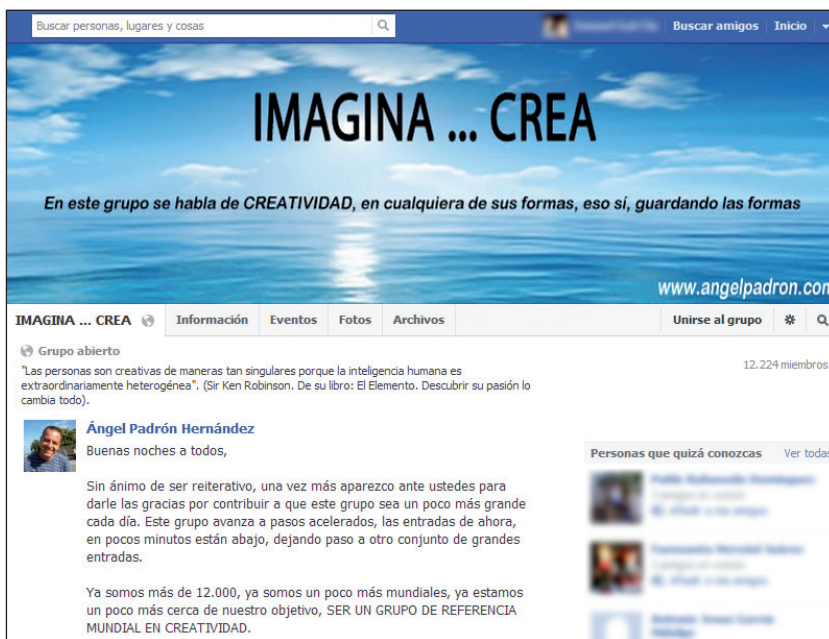 Buscar personas, lugares y cosas
Buscar amigos Inicio
IMAGINA ... CREA
En este grupo se habla de CREATIVIDAD, en cualquiera de sus formas, eso si, guardando las formas
www.angelpadron.com
IMAGINA ... CREA Información Eventos Fotos Archivos Unirse al grupo
Grupo abierto
12.224 miembros
"Las personas son creativas de maneras tan singulares porque la inteligencia humana es
extraordinariamente heterogénea". (Sir Ken Robinson. De su libro: El Elemento. Descubrir su pasión lo
cambia todo).
Ángel Padrón Hernández
Buenas noches a todos,
Sin ánimo de ser reiterativo, una vez más aparezco ante ustedes para
darle las gracias por contribuir a que este grupo sea un poco más grande
cada día. Este grupo avanza a pasos acelerados, las entradas de ahora,
en pocos minutos están abajo, dejando paso a otro conjunto de grandes
entradas.
Ya somos más de 12.000, ya somos un poco más mundiales, ya estamos
un poco más cerca de nuestro objetivo, SER UN GRUPO DE REFERENCIA
MUNDIAL EN CREATIVIDAD.
Personas que quizá conozcas Ver todas